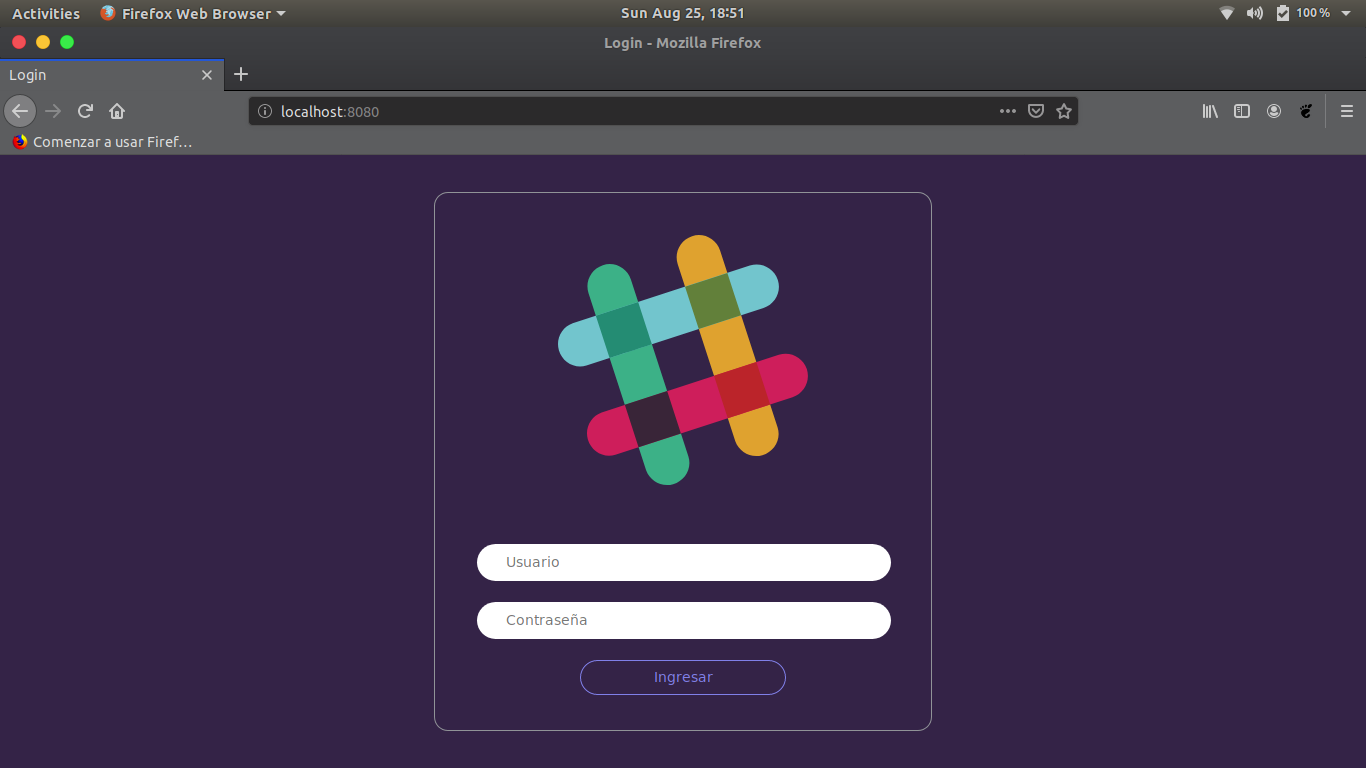 Activities Firefox Web Browser Sun Aug 25, 18:51 100 %
Login - Mozilla Firefox
Login
localhost:8080
Comenzar a usar Firef…
Usuario
Contraseña
Ingresar